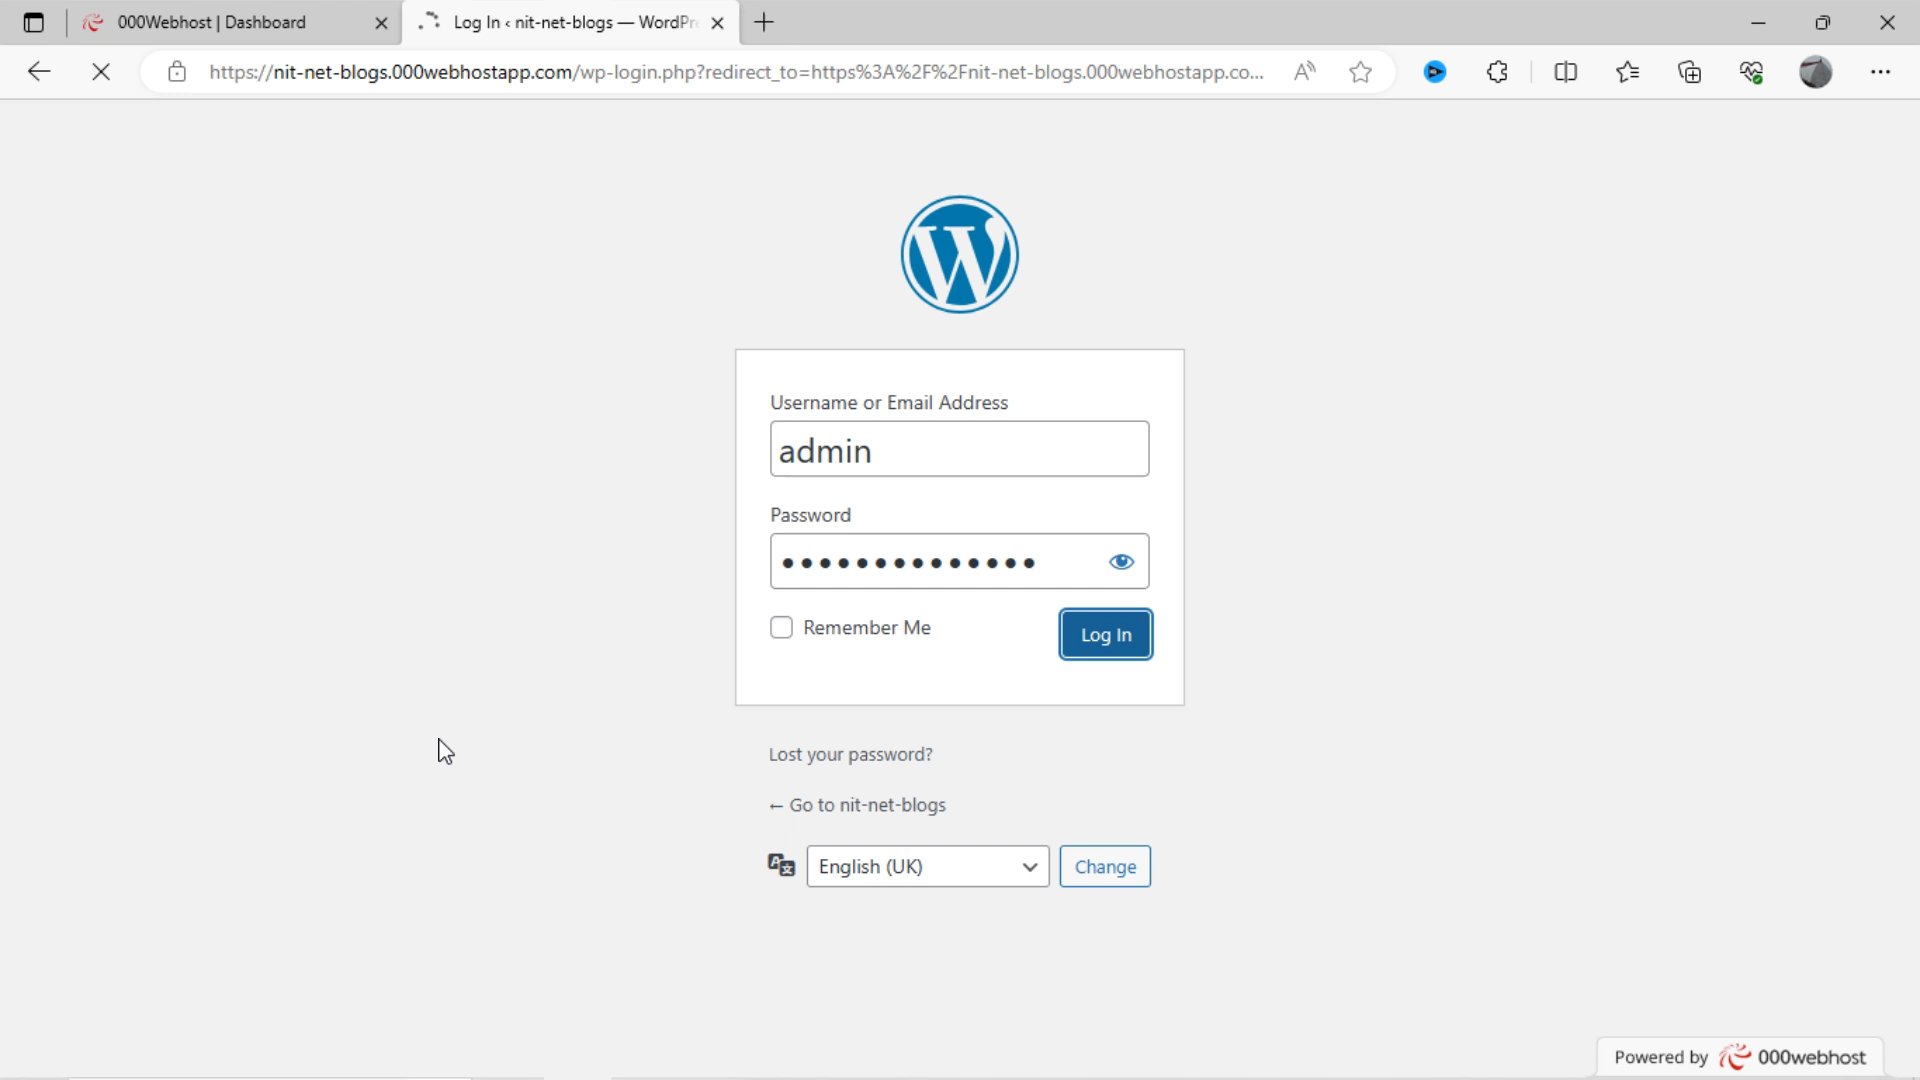 000Webhost | Dashboard
Log In ‹ nit-net-blogs — WordPr
https://nit-net-blogs.000webhostapp.com/wp-login.php?redirect_to=https%3A%2F%2Fnit-net-blogs.000webhostapp.co...
Username or Email Address
admin
Password
Remember Me
Log In
Lost your password?
← Go to nit-net-blogs
English (UK)
Change
Powered by 000webhost